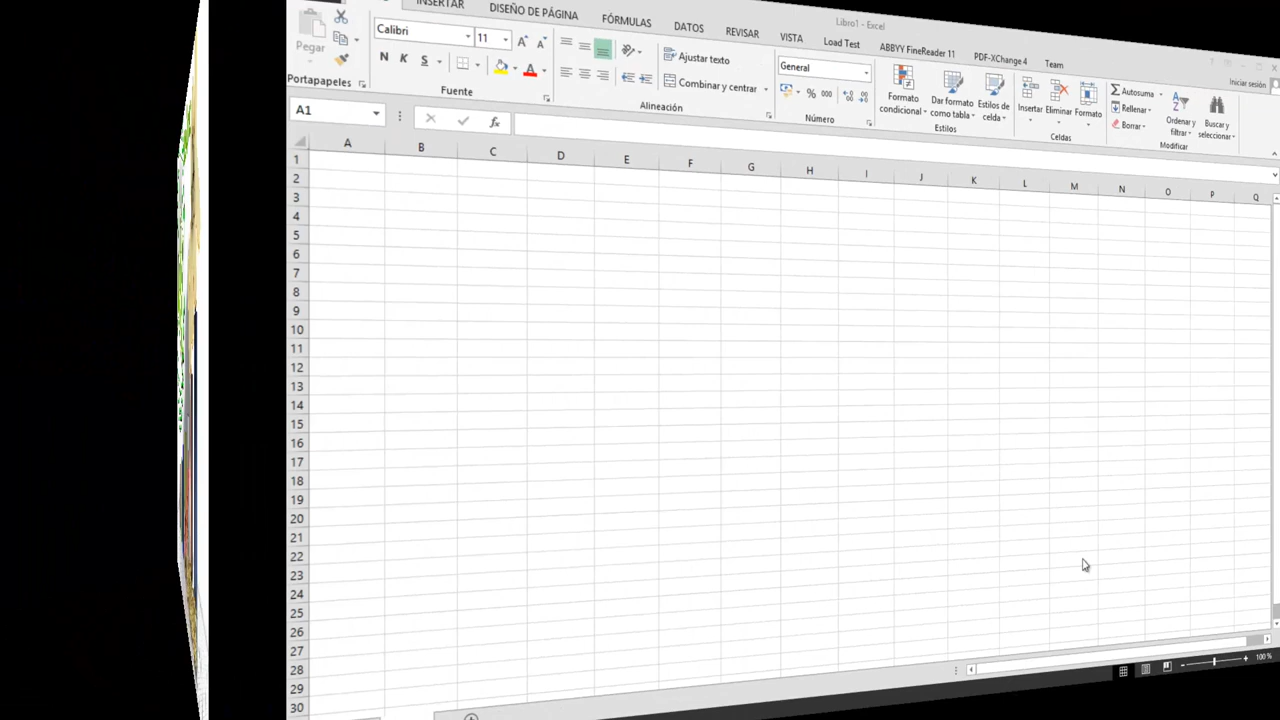 INSERTAR DISEÑO DE PÁGINA FÓRMULAS DATOS REVISAR VISTA Load Test ABBYY FineReader 11 PDF-XChange 4 Team
Libro1 - Excel
Iniciar sesión
Pegar
Portapapeles
Calibri 11
N K S
Fuente
Ajustar texto
Combinar y centrar
Alineación
General
% 000
Número
Formato condicional
Dar formato como tabla
Estilos de celda
Estilos
Insertar Eliminar Formato
Celdas
Autosuma
Rellenar
Borrar
Ordenar y filtrar
Buscar y seleccionar
Modificar
A1
fx
A B C D E F G H I J K L M N O P Q
1
2
3
4
5
6
7
8
9
10
11
12
13
14
15
16
17
18
19
20
21
22
23
24
25
26
27
28
29
30
100 %